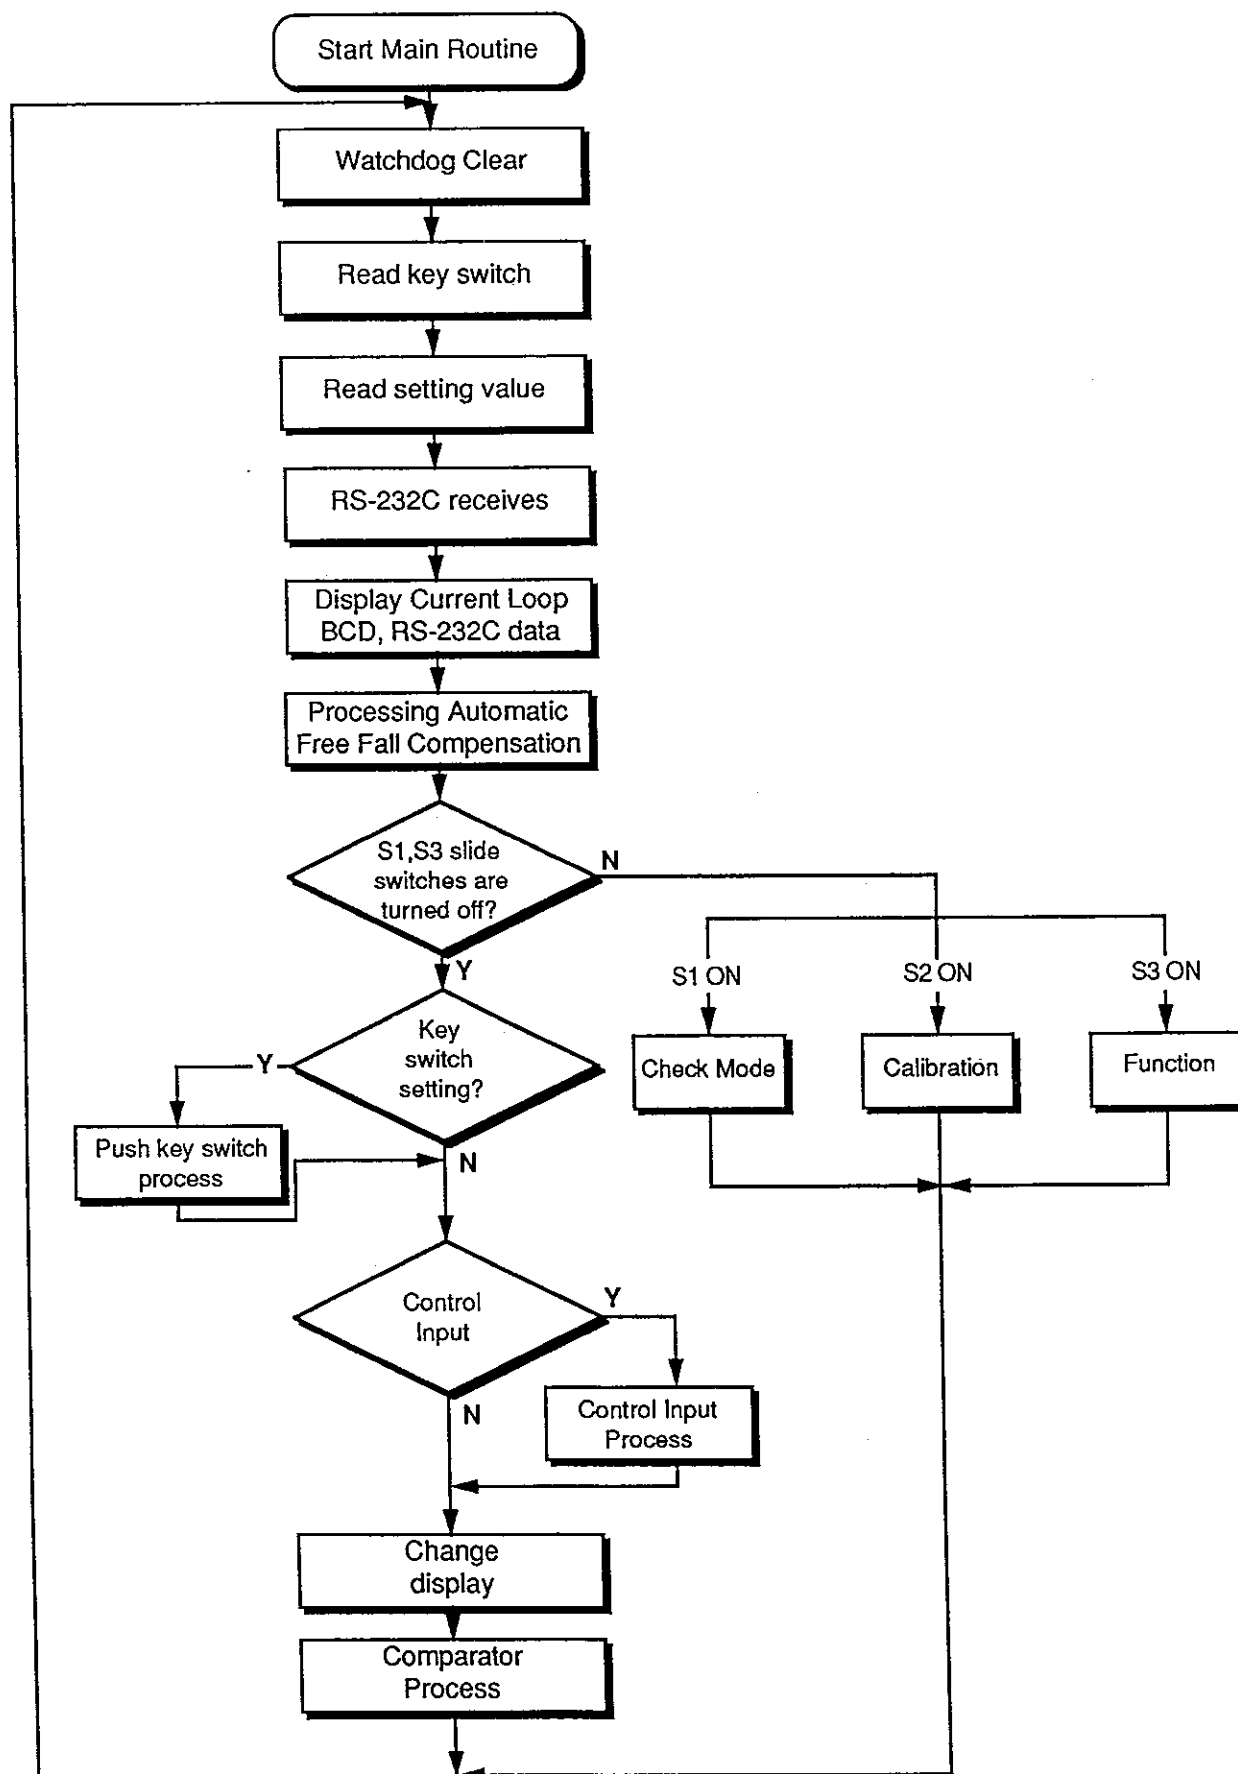 Start Main Routine
Watchdog Clear
Read key switch
Read setting value
RS-232C receives
Display Current Loop
BCD, RS-232C data
Processing Automatic
Free Fall Compensation
S1,S3 slide
switches are
turned off?
N
Y
S1 ON
S2 ON
S3 ON
Check Mode
Calibration
Function
Key
switch
setting?
Y
N
Push key switch
process
Control
Input
Y
N
Control Input
Process
Change
display
Comparator
Process